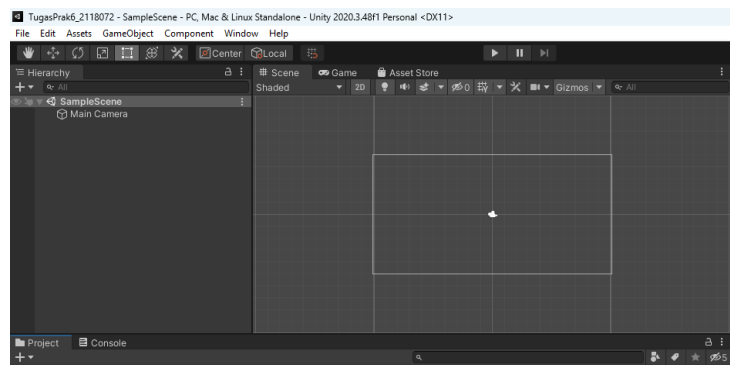 TugasPrak6_2118072 - SampleScene - PC, Mac & Linux Standalone - Unity 2020.3.48f1 Personal <DX11>
File Edit Assets GameObject Component Window Help
Center Local
Hierarchy Scene Game Asset Store
All Shaded 2D 0 Gizmos All
SampleScene
Main Camera
Project Console
5